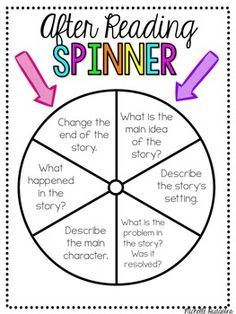 After Reading
SPINNER
Change the
end of the
story.
What is the
main idea
of the
story?
Describe
the story's
setting.
What is the
problem in
the story?
Was it
resolved?
Describe
the main
character.
What
happened
in the
story?